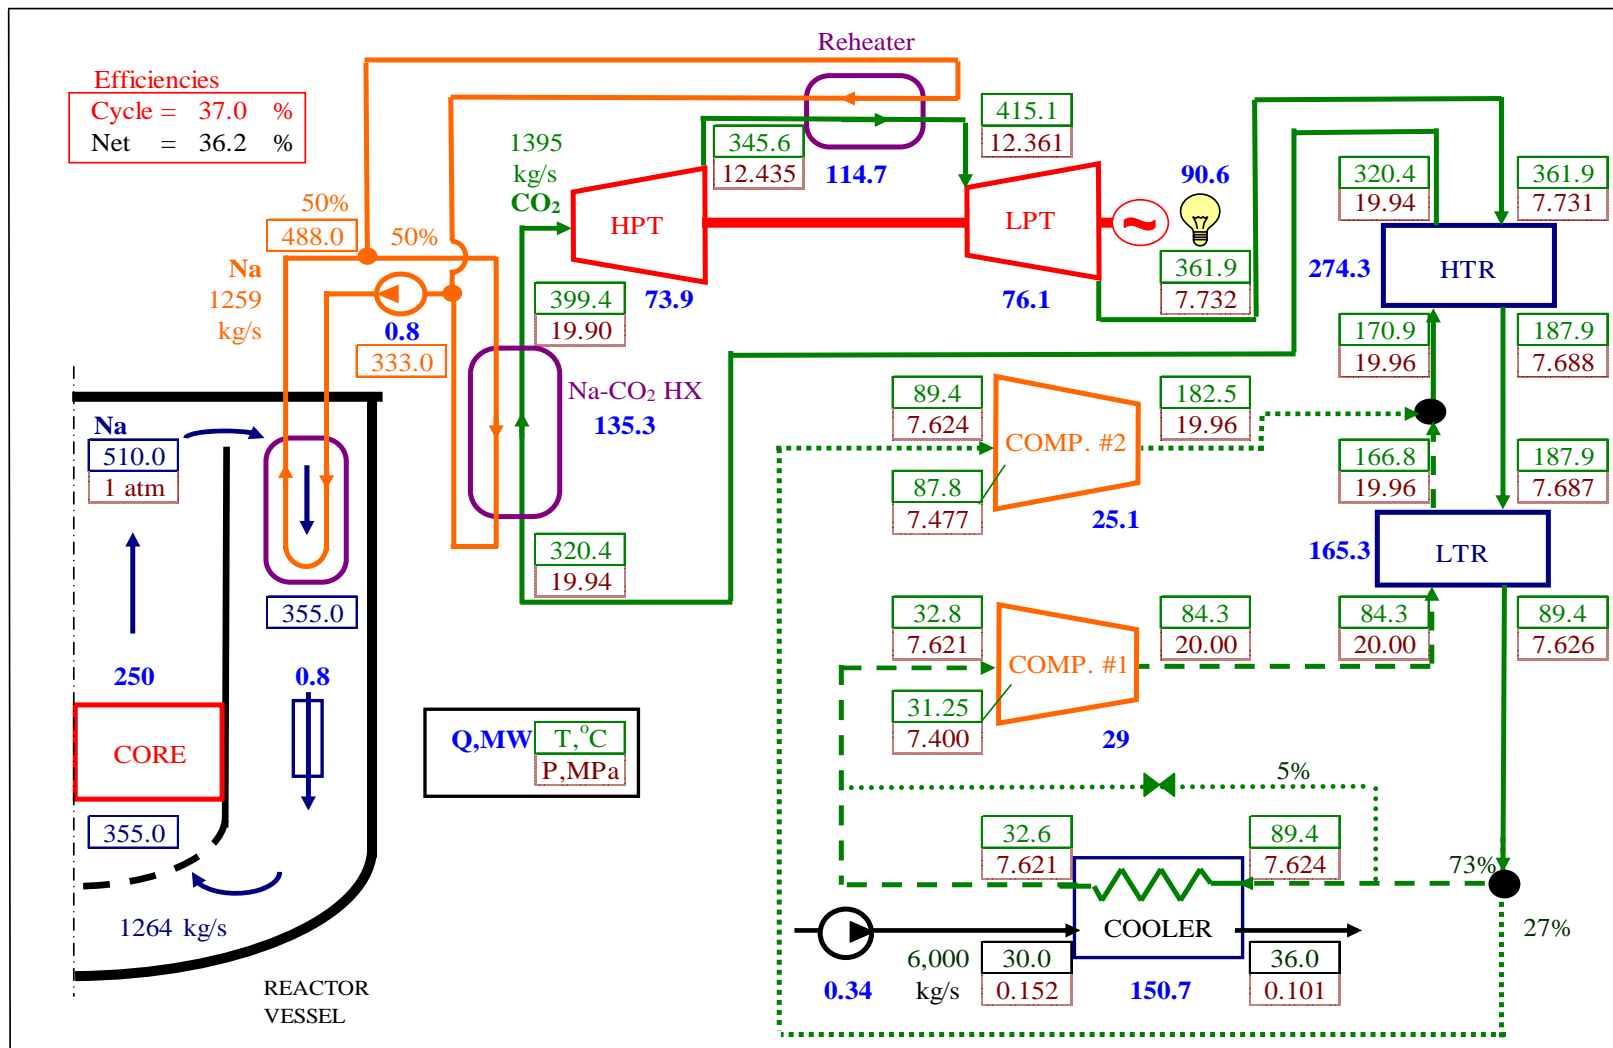 Reheater
Efficiencies
Cycle = 37.0 %
Net = 36.2 %
1395
kg/s
CO₂
345.6
12.435
114.7
415.1
12.361
90.6
320.4
19.94
361.9
7.731
50%
488.0
50%
HPT
LPT
~
HTR
274.3
Na
1259
kg/s
0.8
333.0
399.4
19.90
73.9
76.1
361.9
7.732
170.9
19.96
187.9
7.688
Na-CO₂ HX
135.3
89.4
7.624
182.5
19.96
COMP. #2
87.8
7.477
25.1
166.8
19.96
187.9
7.687
Na
510.0
1 atm
320.4
19.94
165.3
LTR
355.0
32.8
7.621
84.3
20.00
84.3
20.00
89.4
7.626
COMP. #1
31.25
7.400
29
250
0.8
CORE
Q,MW
T,°C
P,MPa
5%
355.0
32.6
7.621
89.4
7.624
73%
27%
1264 kg/s
COOLER
0.34
6,000
kg/s
30.0
0.152
150.7
36.0
0.101
REACTOR
VESSEL